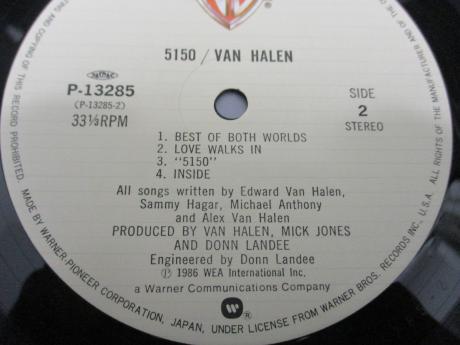 5150 / VAN HALEN
P-13285
(P-13285-2)
33⅓RPM
SIDE
2
STEREO
1. BEST OF BOTH WORLDS
2. LOVE WALKS IN
3. "5150"
4. INSIDE
All songs written by Edward Van Halen,
Sammy Hagar, Michael Anthony
and Alex Van Halen
PRODUCED BY VAN HALEN, MICK JONES
AND DONN LANDEE
Engineered by Donn Landee
℗ 1986 WEA International Inc.
a Warner Communications Company
AND COPYING OF THIS RECORD PROHIBITED. MADE BY WARNER-PIONEER CORPORATION, JAPAN, UNDER LICENSE FROM WARNER BROS. RECORDS INC., U.S.A. ALL RIGHTS OF THE MANUFACTURER AND OF THE